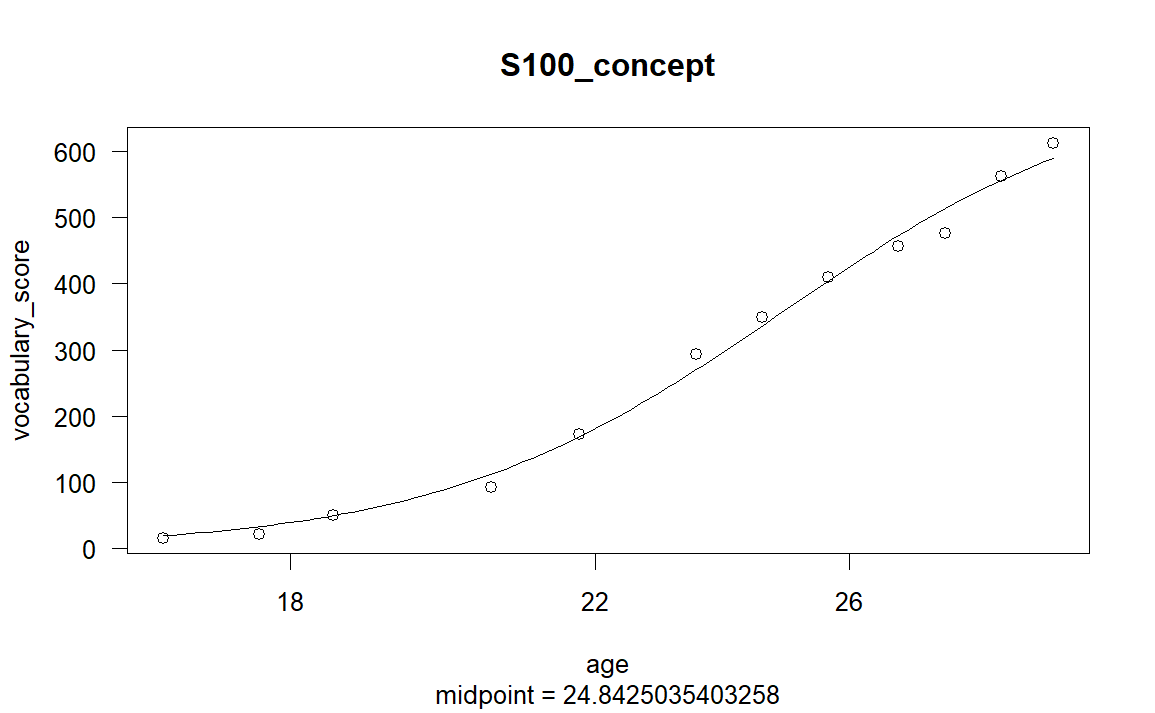 S100_concept
600
500
400
300
200
100
0
vocabulary_score
18 22 26
age
midpoint = 24.8425035403258